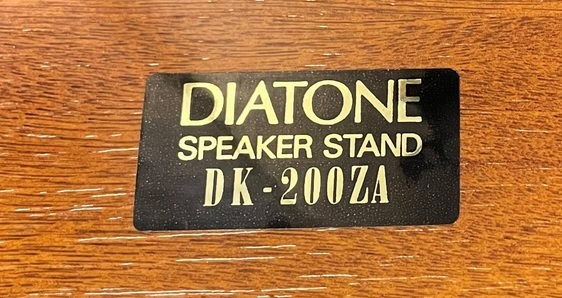 DIATONE
SPEAKER STAND
DK-200ZA